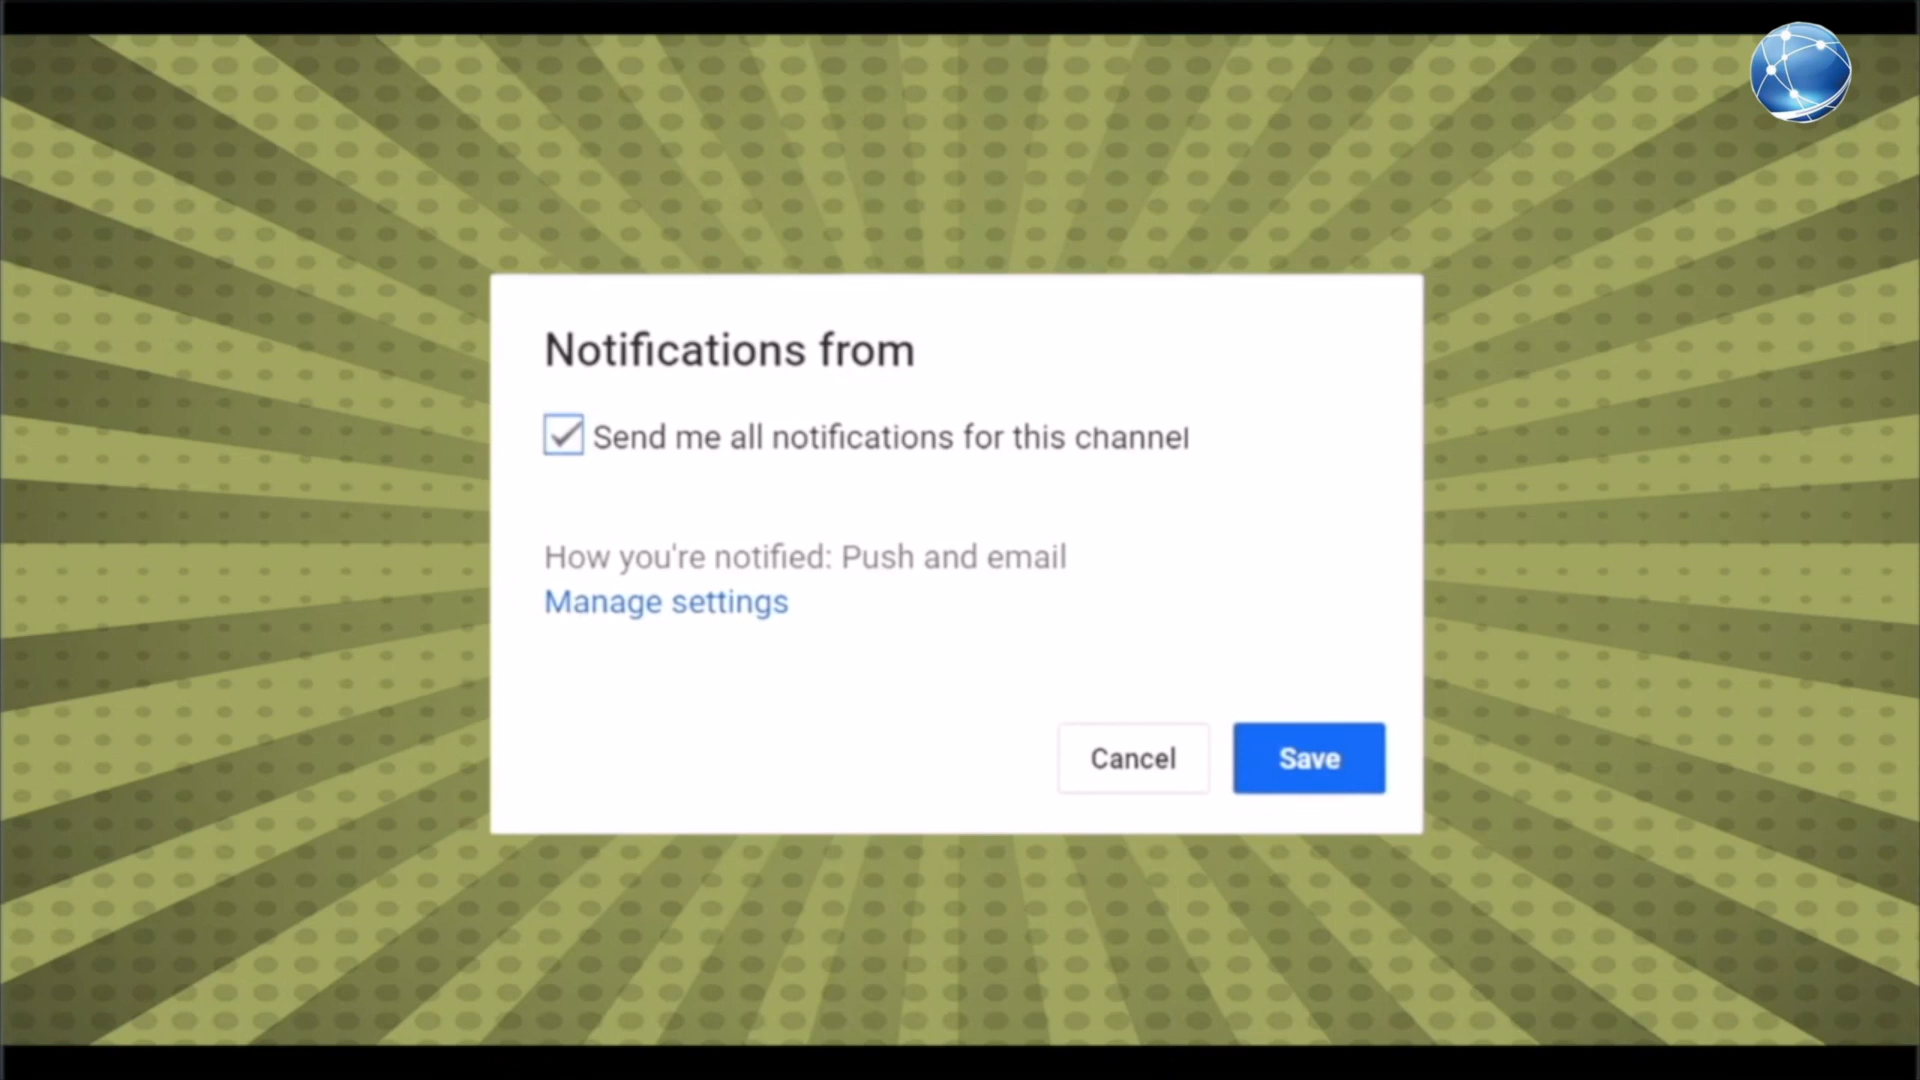 Notifications from
Send me all notifications for this channel
How you're notified: Push and email
Manage settings
Cancel
Save